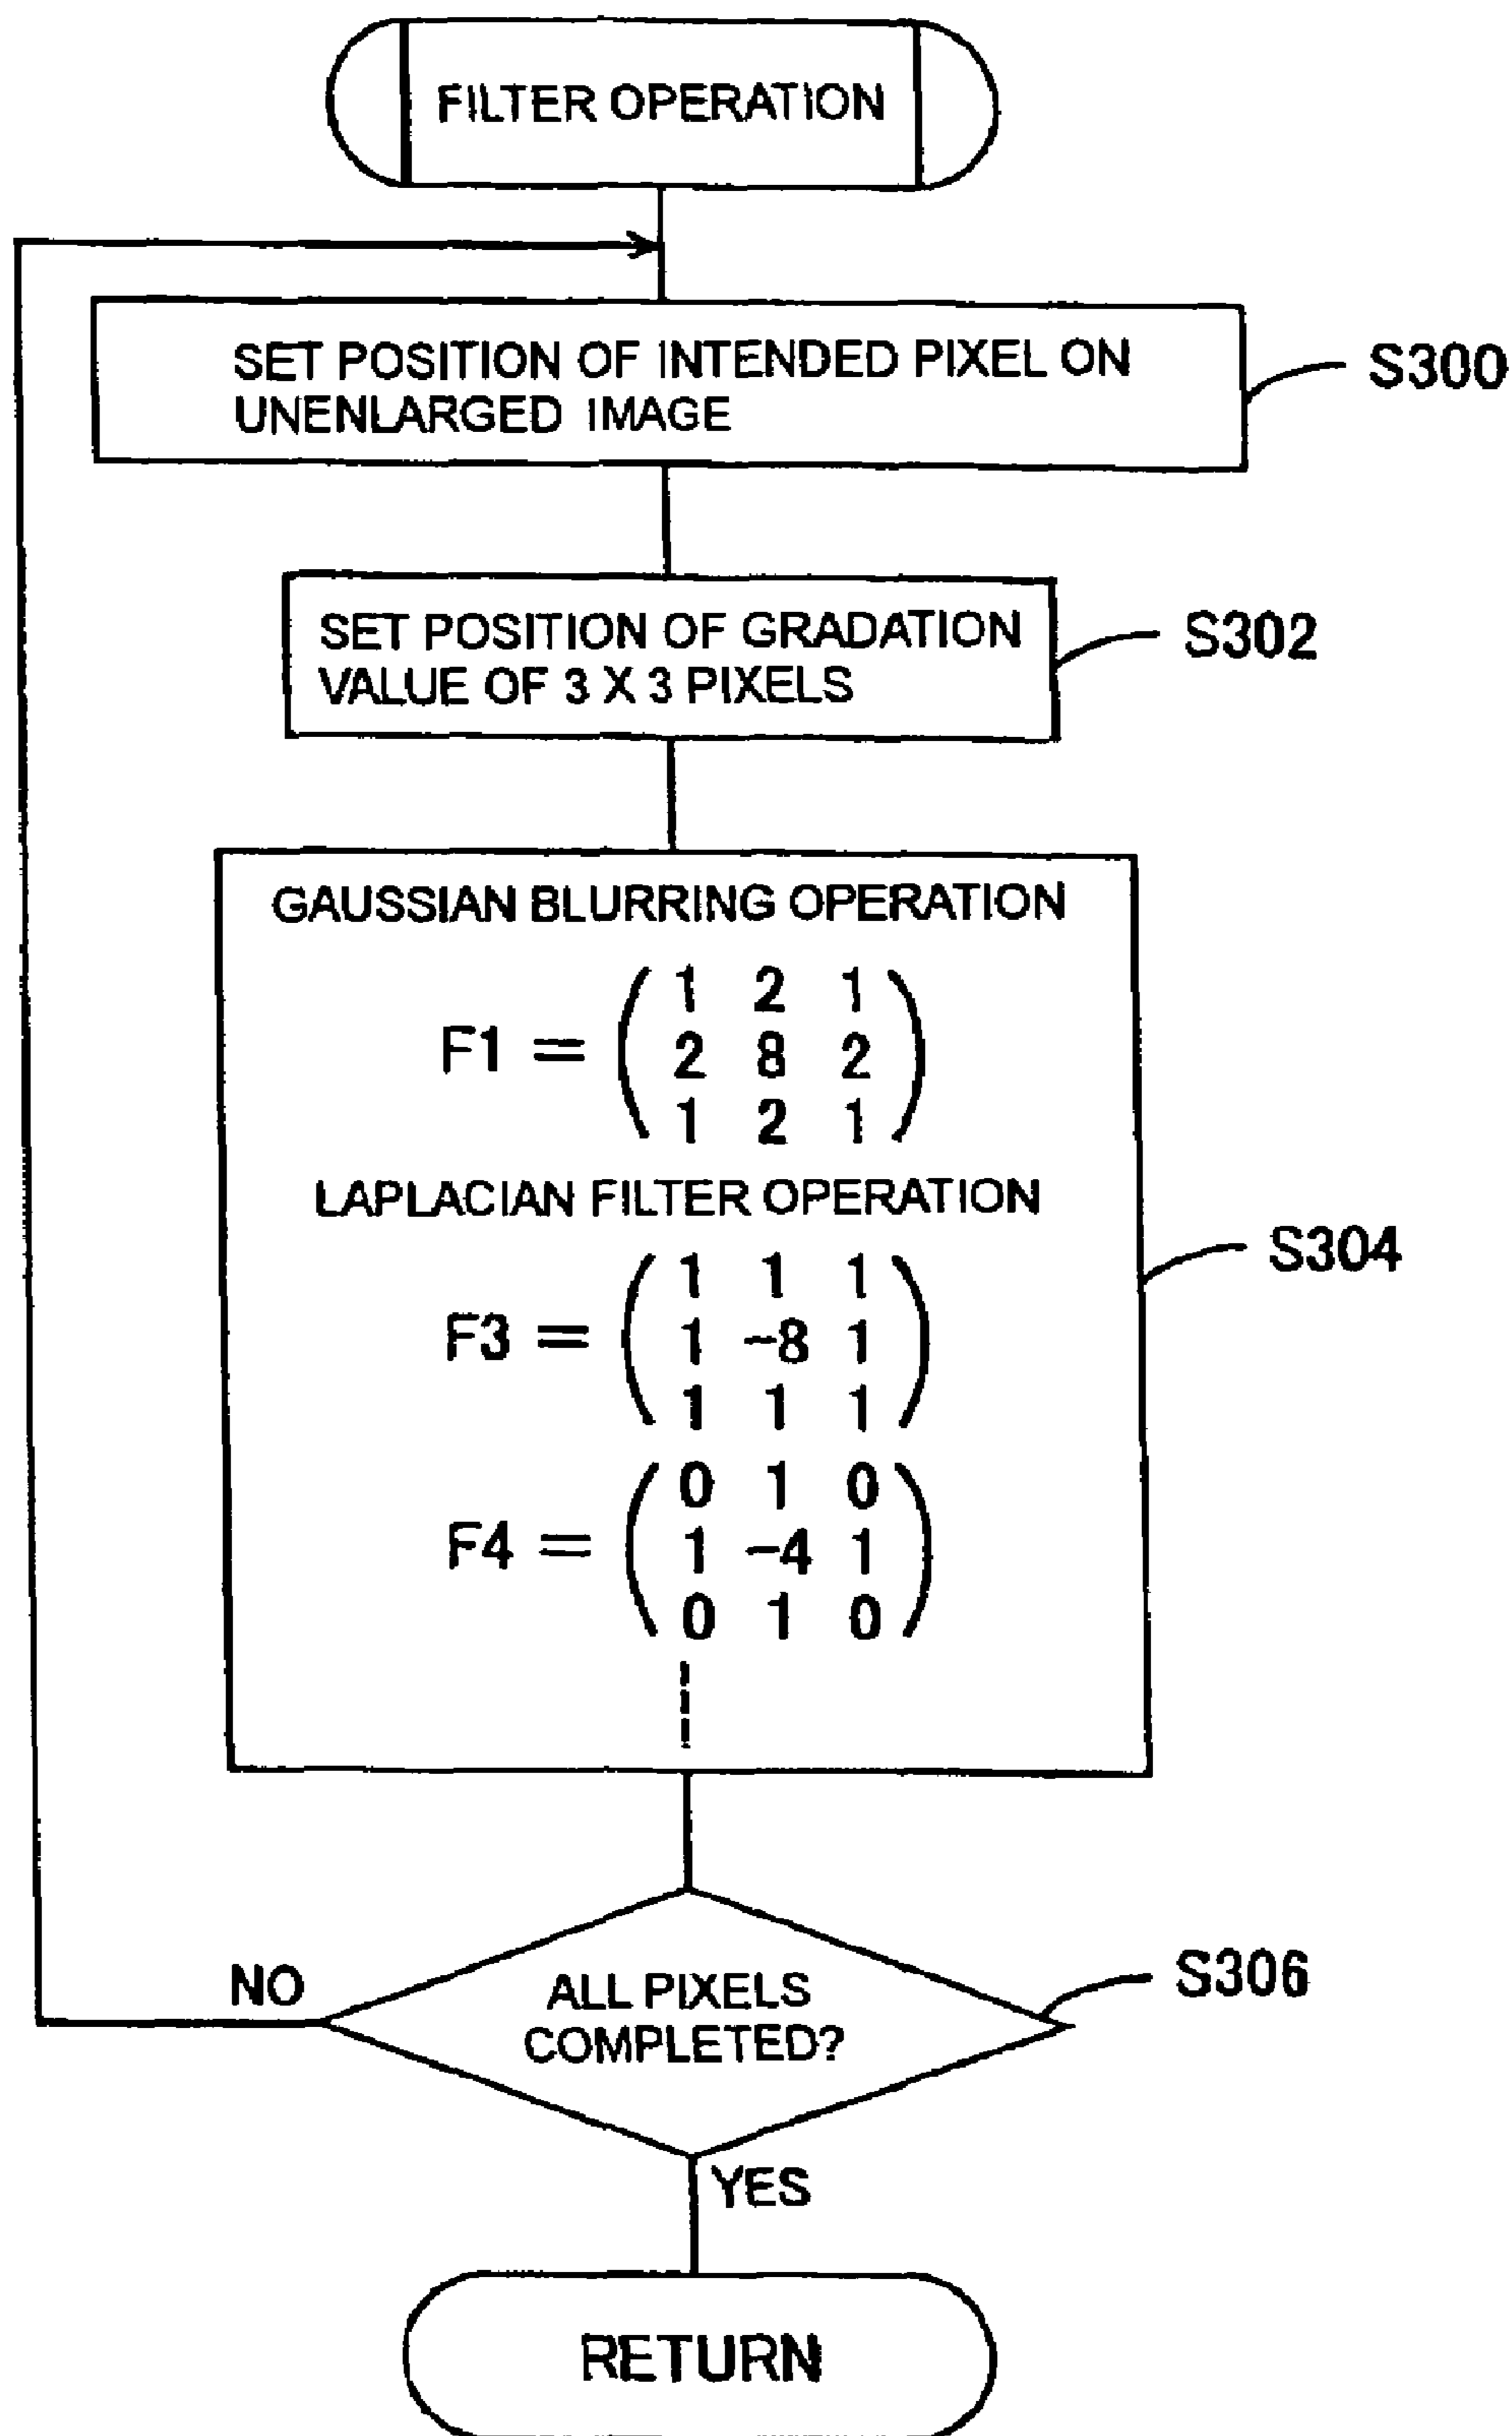 FILTER OPERATION
SET POSITION OF INTENDED PIXEL ON
UNENLARGED IMAGE
S300
SET POSITION OF GRADATION
VALUE OF 3 X 3 PIXELS
S302
GAUSSIAN BLURRING OPERATION
F1 = ( 1 2 1
2 8 2
1 2 1 )
LAPLACIAN FILTER OPERATION
F3 = ( 1 1 1
1 -8 1
1 1 1 )
F4 = ( 0 1 0
1 -4 1
0 1 0 )
S304
ALL PIXELS
COMPLETED?
S306
NO
YES
RETURN